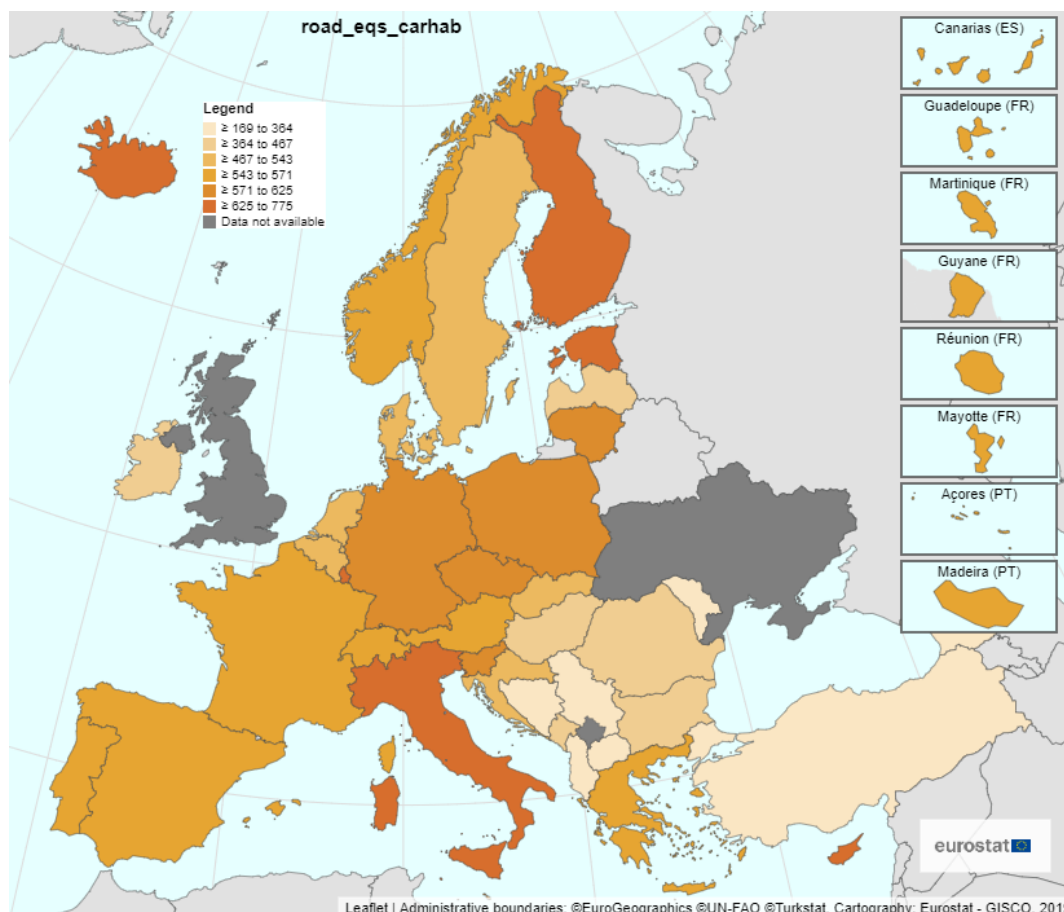 road_eqs_carhab
Legend
≥ 169 to 364
≥ 364 to 467
≥ 467 to 543
≥ 543 to 571
≥ 571 to 625
≥ 625 to 775
Data not available
Canarias (ES)
Guadeloupe (FR)
Martinique (FR)
Guyane (FR)
Réunion (FR)
Mayotte (FR)
Açores (PT)
Madeira (PT)
eurostat
Leaflet | Administrative boundaries: ©EuroGeographics ©UN-FAO ©Turkstat, Cartography: Eurostat - GISCO, 20